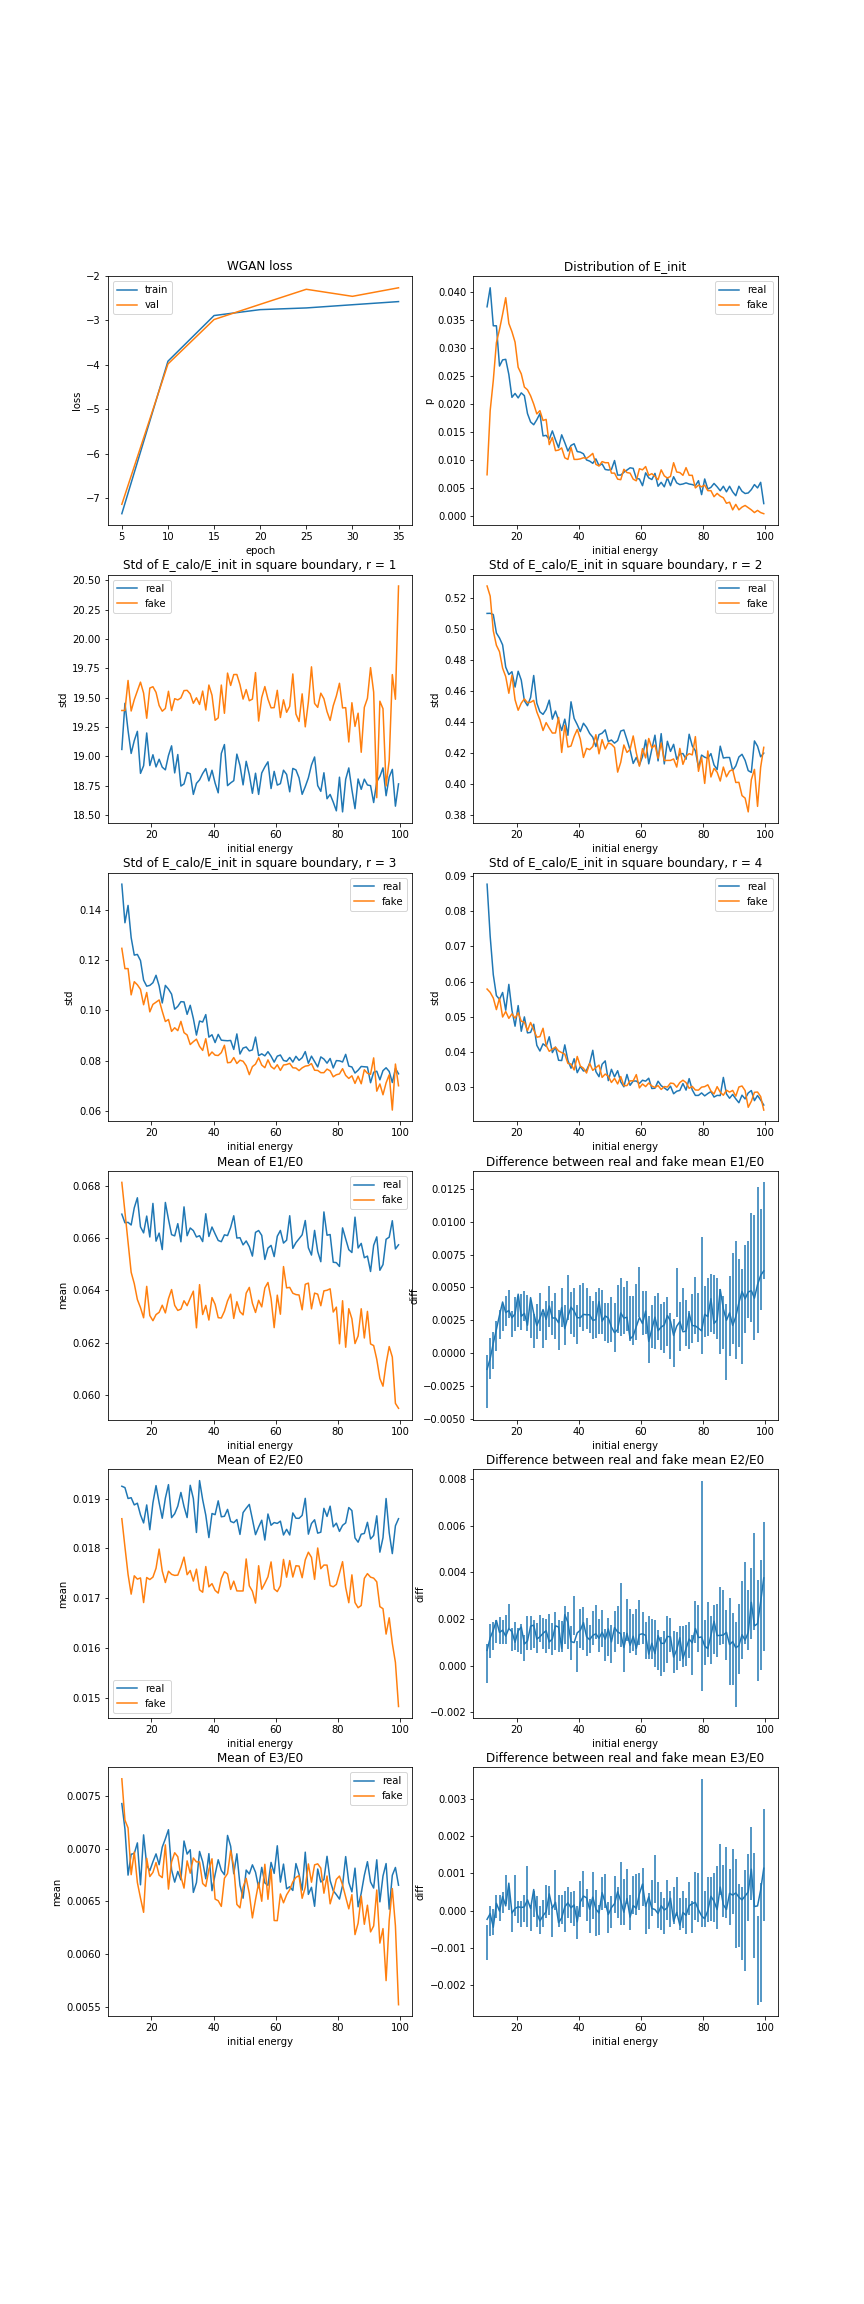 WGAN loss
−2
−3
−4
−5
−6
−7
loss
train
val
5 10 15 20 25 30 35
epoch
Distribution of E_init
0.040
0.035
0.030
0.025
0.020
0.015
0.010
0.005
0.000
p
real
fake
20 40 60 80 100
initial energy
Std of E_calo/E_init in square boundary, r = 1
20.50
20.25
20.00
19.75
19.50
19.25
19.00
18.75
18.50
std
real
fake
20 40 60 80 100
initial energy
Std of E_calo/E_init in square boundary, r = 2
0.52
0.50
0.48
0.46
0.44
0.42
0.40
0.38
std
real
fake
20 40 60 80 100
initial energy
Std of E_calo/E_init in square boundary, r = 3
0.14
0.12
0.10
0.08
0.06
std
real
fake
20 40 60 80 100
initial energy
Std of E_calo/E_init in square boundary, r = 4
0.09
0.08
0.07
0.06
0.05
0.04
0.03
std
real
fake
20 40 60 80 100
initial energy
Mean of E1/E0
0.068
0.066
0.064
0.062
0.060
mean
real
fake
20 40 60 80 100
initial energy
Difference between real and fake mean E1/E0
0.0125
0.0100
0.0075
0.0050
0.0025
0.0000
−0.0025
−0.0050
diff
20 40 60 80 100
initial energy
Mean of E2/E0
0.019
0.018
0.017
0.016
0.015
mean
real
fake
20 40 60 80 100
initial energy
Difference between real and fake mean E2/E0
0.008
0.006
0.004
0.002
0.000
−0.002
diff
20 40 60 80 100
initial energy
Mean of E3/E0
0.0075
0.0070
0.0065
0.0060
0.0055
mean
real
fake
20 40 60 80 100
initial energy
Difference between real and fake mean E3/E0
0.003
0.002
0.001
0.000
−0.001
−0.002
diff
20 40 60 80 100
initial energy